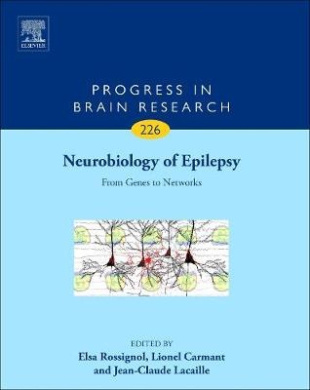 ELSEVIER
PROGRESS IN
BRAIN RESEARCH
226
Neurobiology of Epilepsy
From Genes to Networks
EDITED BY
Elsa Rossignol, Lionel Carmant
and Jean-Claude Lacaille